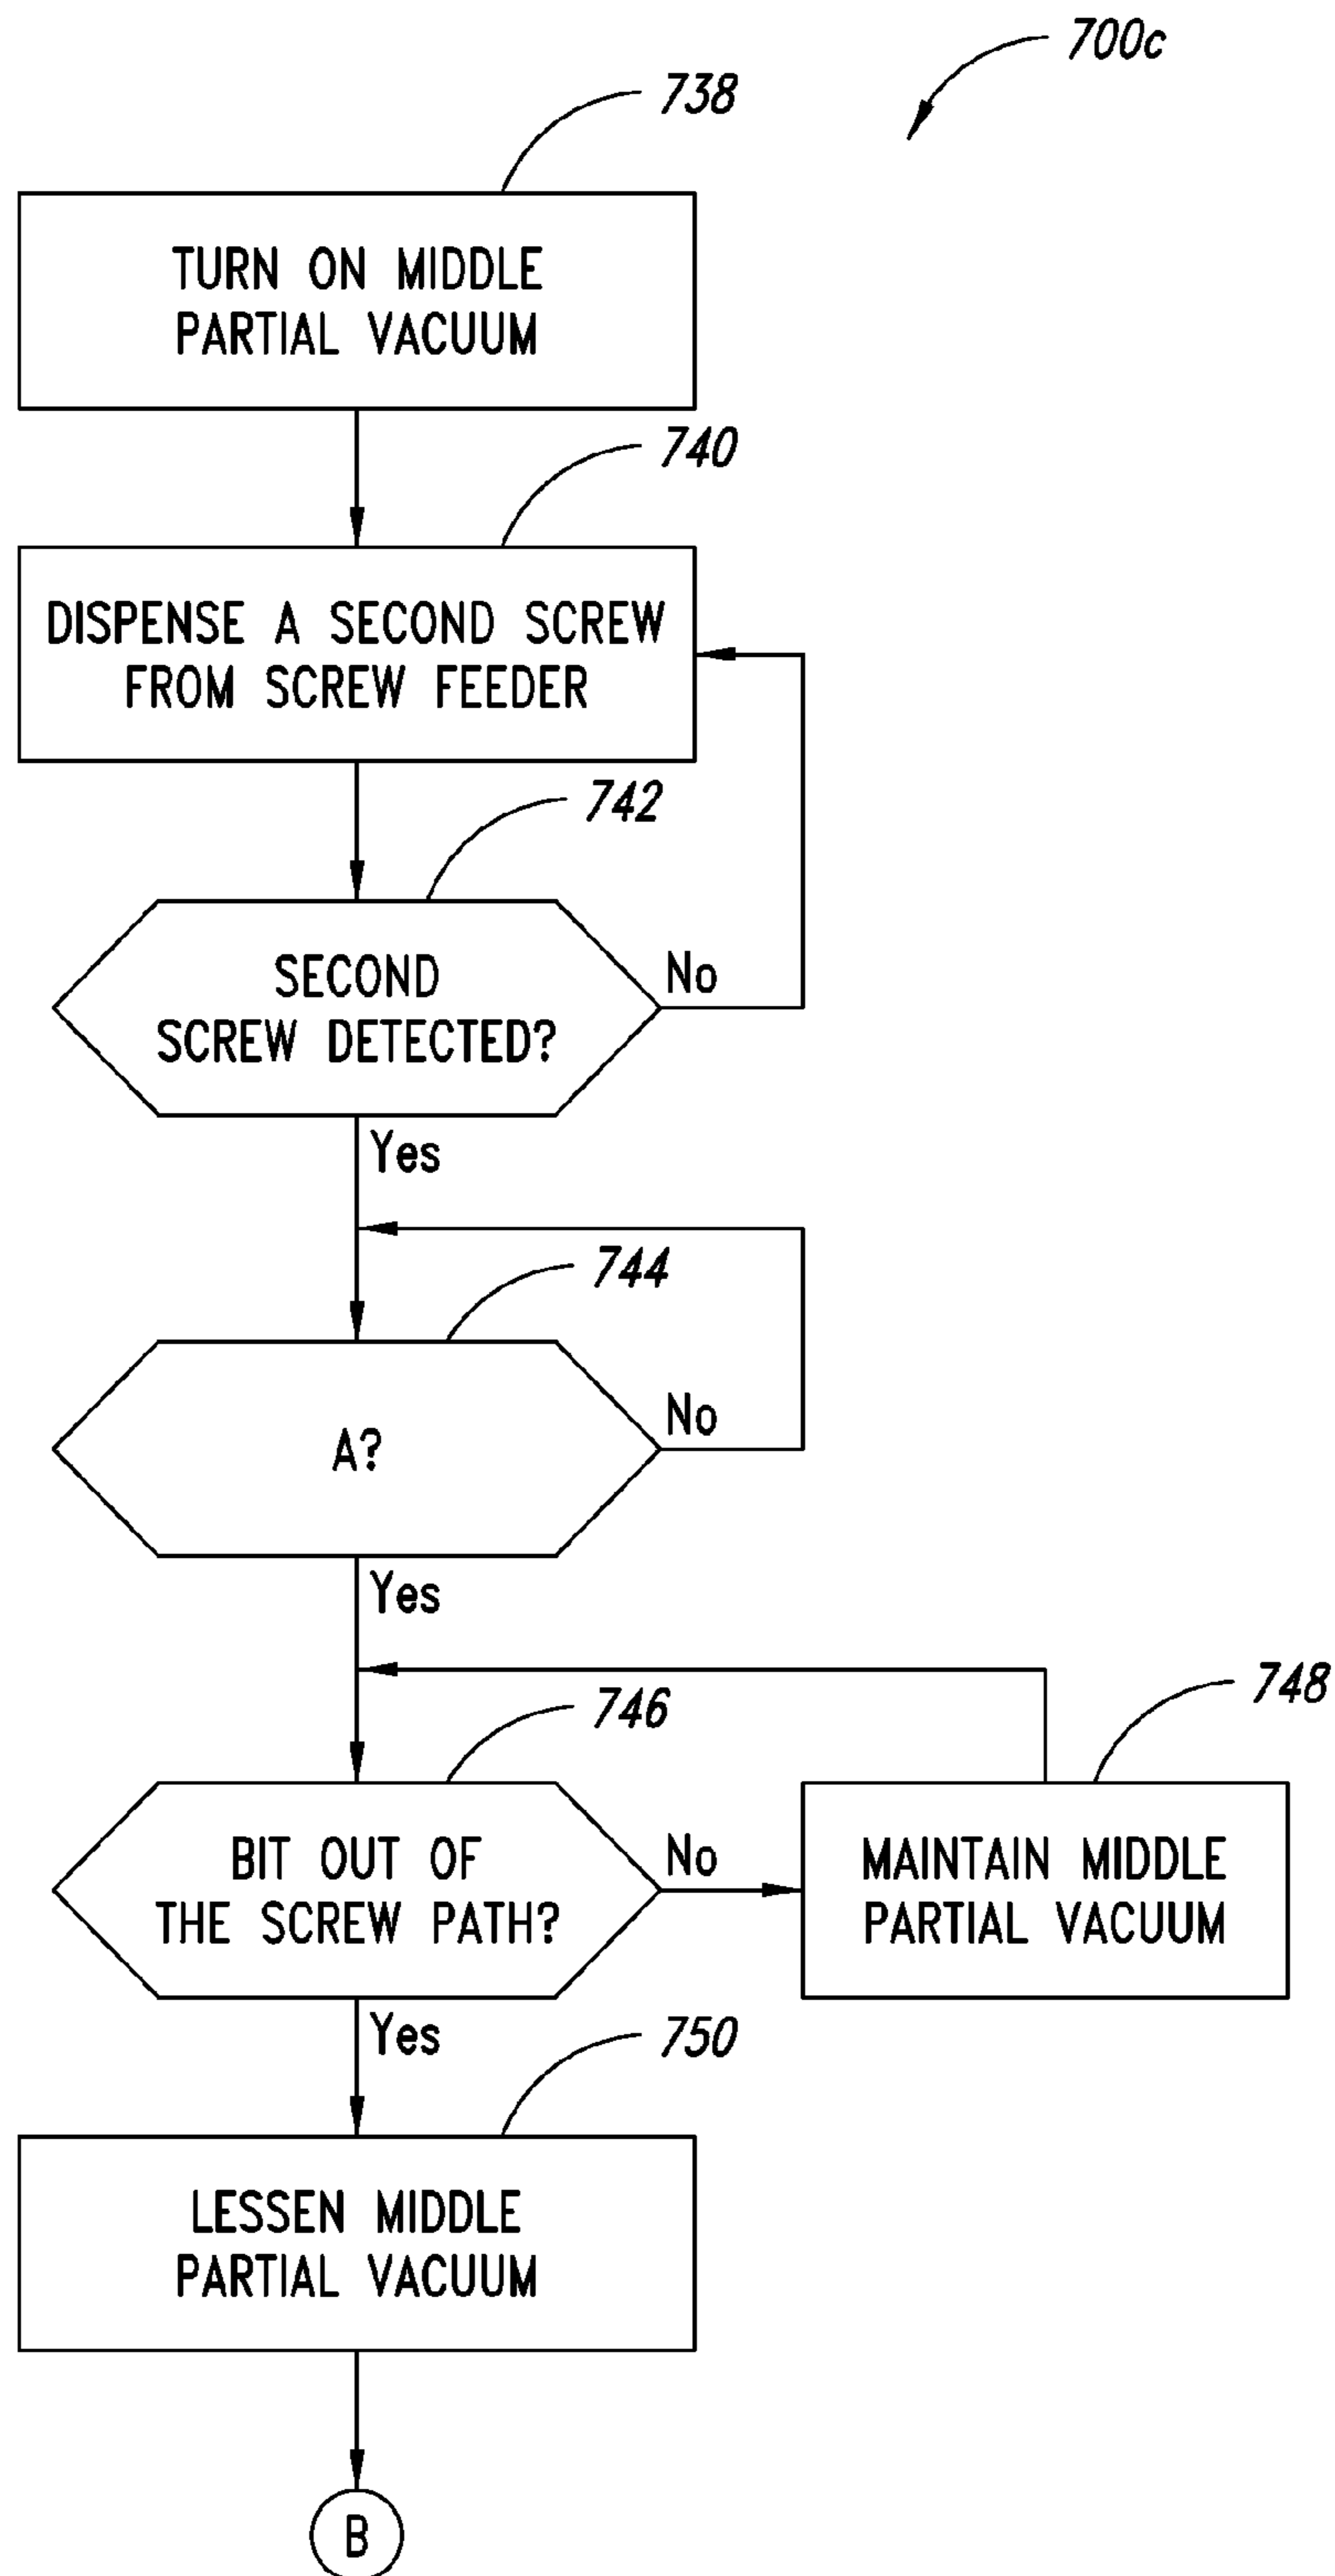 700c
738
TURN ON MIDDLE
PARTIAL VACUUM
740
DISPENSE A SECOND SCREW
FROM SCREW FEEDER
742
SECOND
SCREW DETECTED?
No
Yes
744
A?
No
Yes
746
748
BIT OUT OF
THE SCREW PATH?
No
MAINTAIN MIDDLE
PARTIAL VACUUM
Yes
750
LESSEN MIDDLE
PARTIAL VACUUM
B